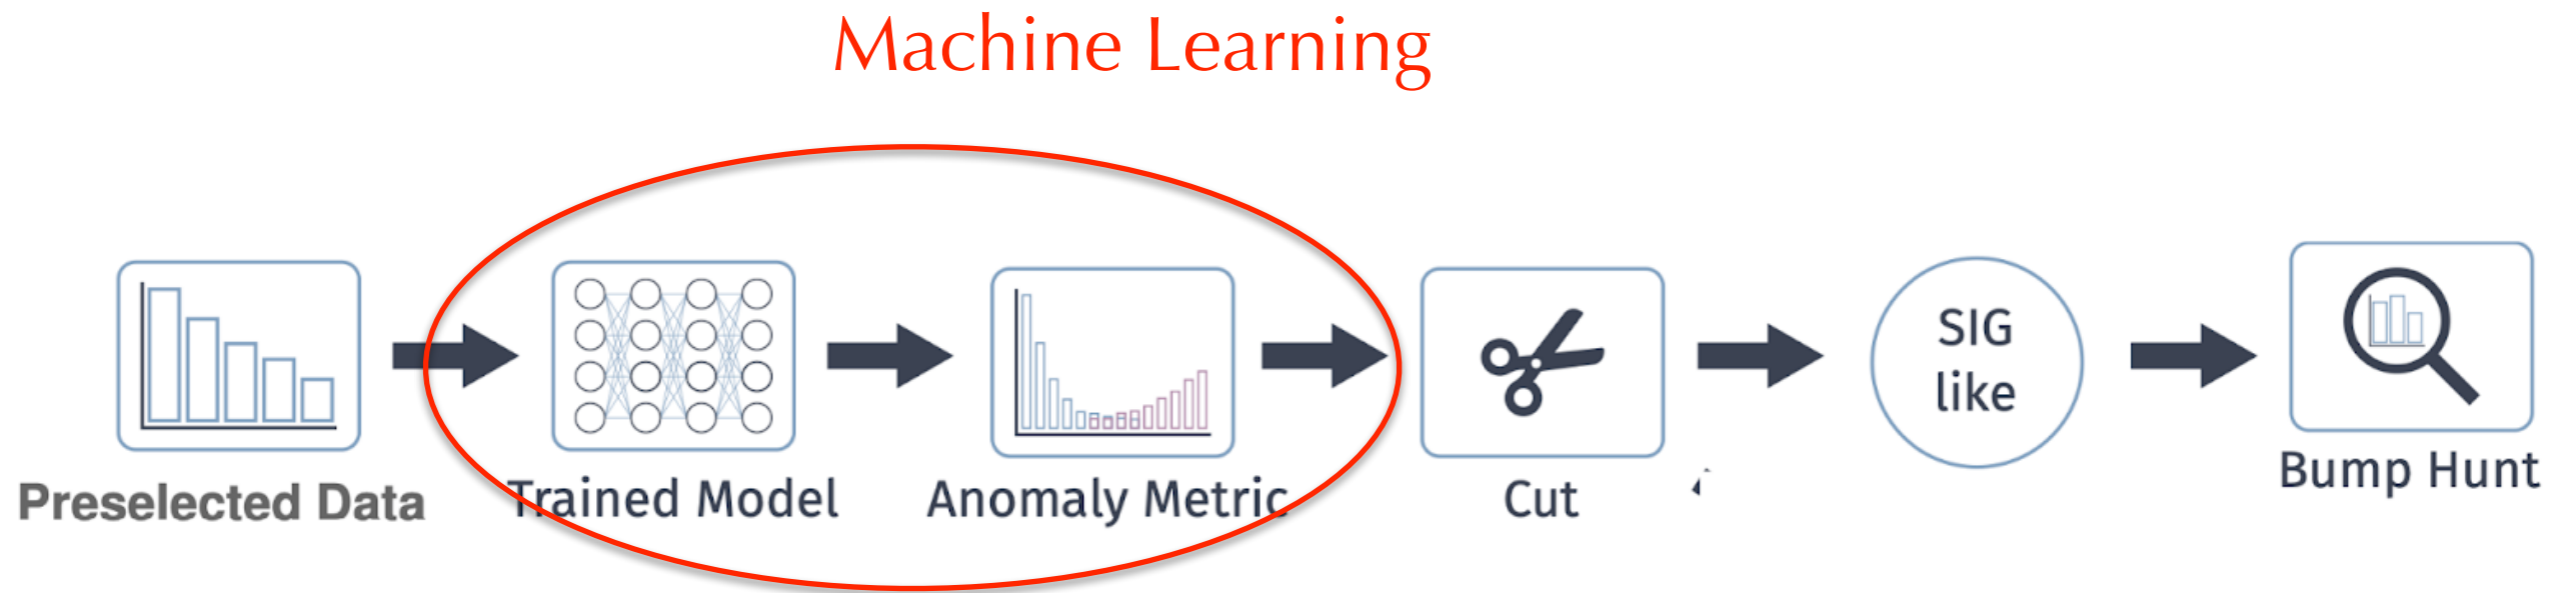 Machine Learning
SIG
like
Preselected Data
Trained Model
Anomaly Metric
Cut
Bump Hunt